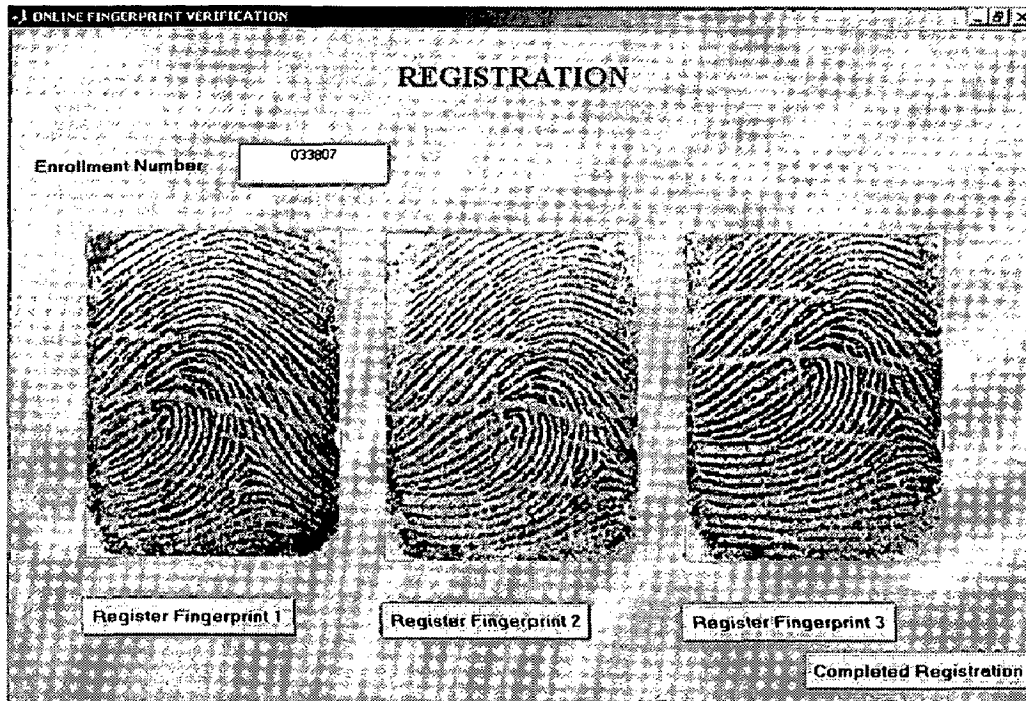 ONLINE FINGERPRINT VERIFICATION
REGISTRATION
Enrollment Number
033807
Register Fingerprint 1
Register Fingerprint 2
Register Fingerprint 3
Completed Registration